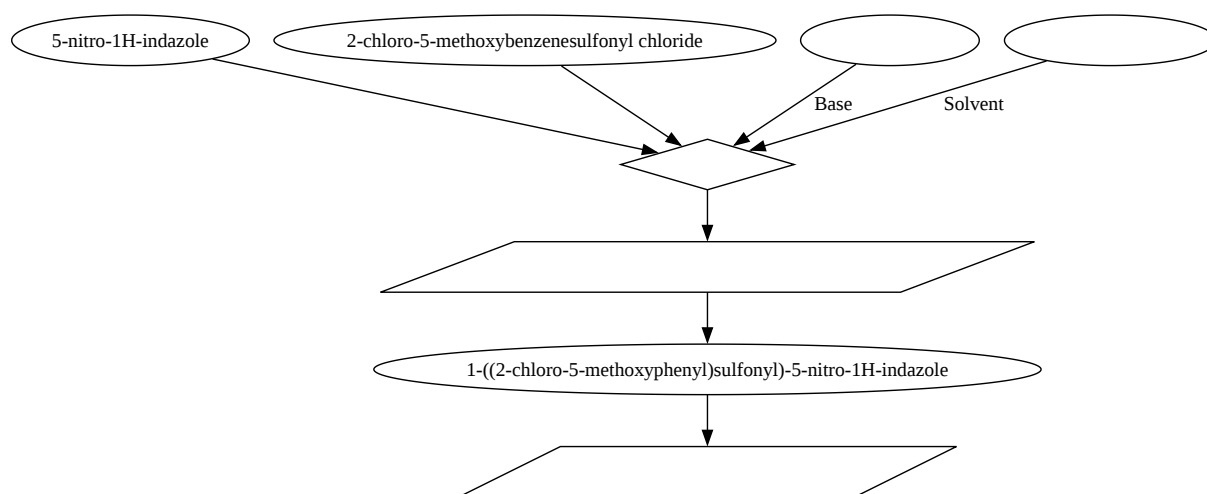 5-nitro-1H-indazole
2-chloro-5-methoxybenzenesulfonyl chloride
Base
Solvent
1-((2-chloro-5-methoxyphenyl)sulfonyl)-5-nitro-1H-indazole